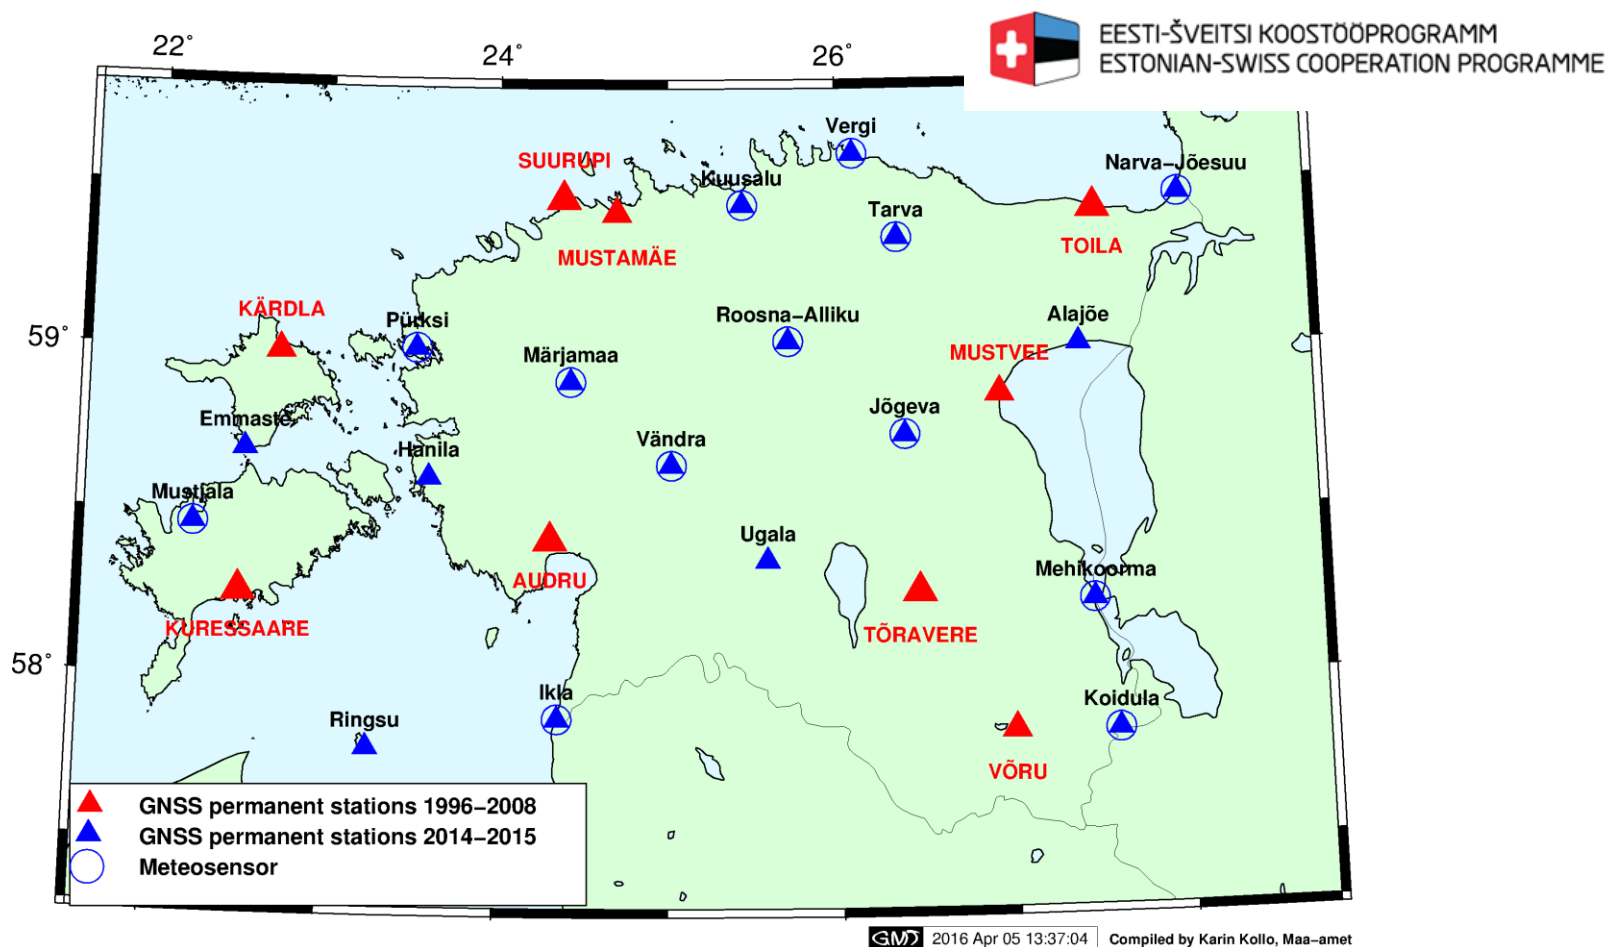 EESTI-ŠVEITSI KOOSTÖÖPROGRAMM
ESTONIAN-SWISS COOPERATION PROGRAMME
22°
24°
26°
Vergi
SUURUPI
Narva-Jõesuu
Kuusalu
Tarva
MUSTAMÄE
TOILA
KÄRDLA
Pürksi
Roosna-Alliku
Alajõe
59°
Märjamaa
MUSTVEE
Emmaste
Jõgeva
Hanila
Vändra
Mustjala
Ugala
Mehikoorma
AUDRU
KURESSAARE
TÕRAVERE
58°
Ikla
Koidula
Ringsu
VÕRU
GNSS permanent stations 1996-2008
GNSS permanent stations 2014-2015
Meteosensor
GMT 2016 Apr 05 13:37:04 Compiled by Karin Kollo, Maa-amet